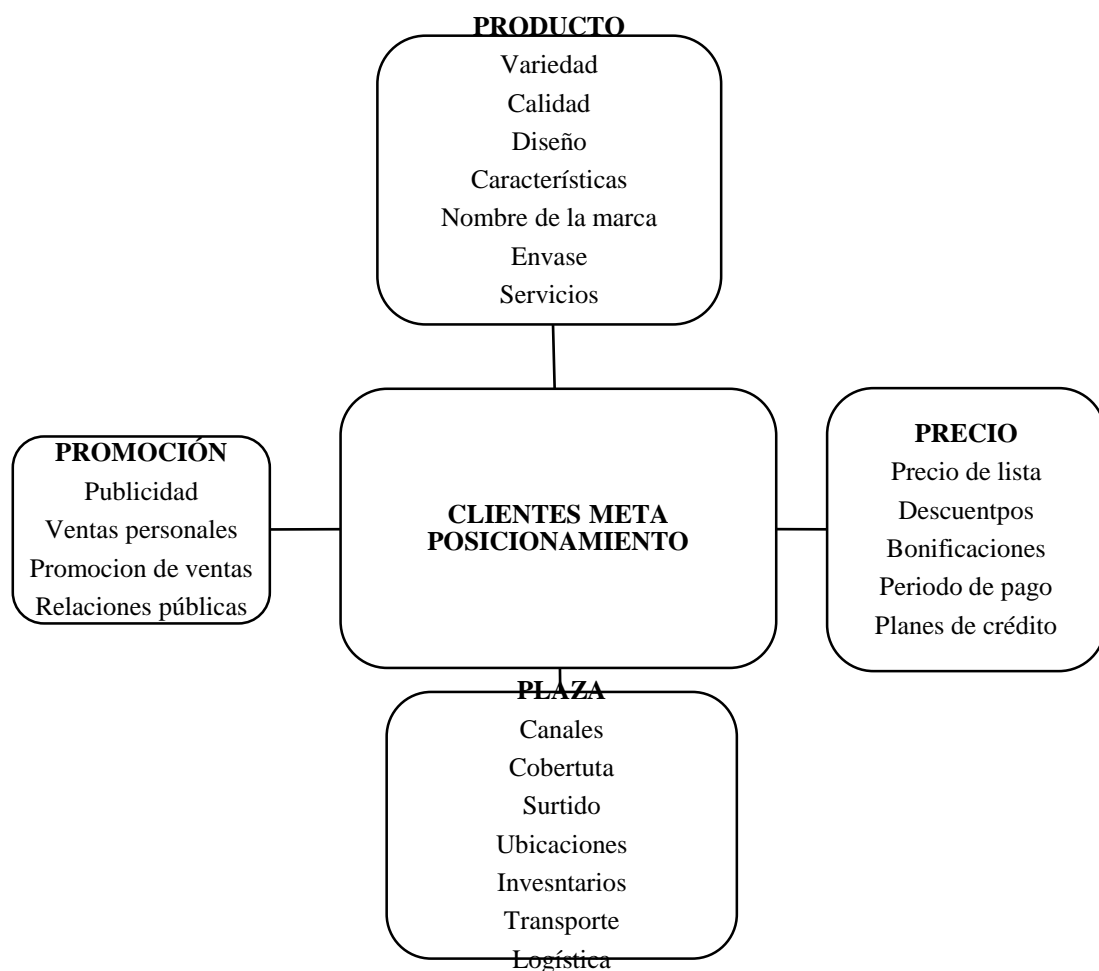 PRODUCTO
Variedad
Calidad
Diseño
Características
Nombre de la marca
Envase
Servicios
PROMOCIÓN
Publicidad
Ventas personales
Promocion de ventas
Relaciones públicas
CLIENTES META
POSICIONAMIENTO
PRECIO
Precio de lista
Descuentpos
Bonificaciones
Periodo de pago
Planes de crédito
PLAZA
Canales
Cobertuta
Surtido
Ubicaciones
Invesntarios
Transporte
Logística